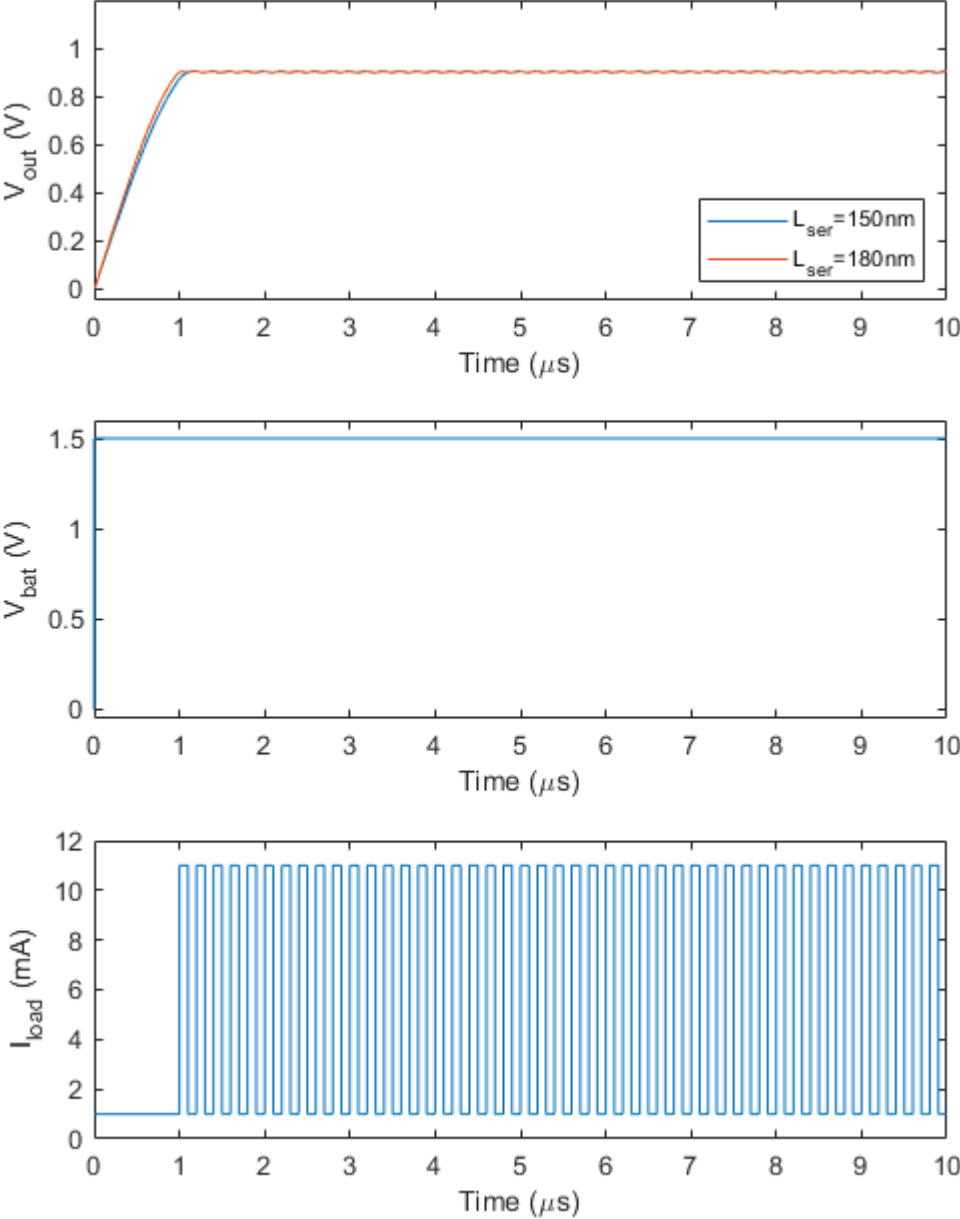 1
0.8
0.6
0.4
0.2
0
V_out (V)
L_ser=150nm
L_ser=180nm
0 1 2 3 4 5 6 7 8 9 10
Time (μs)
1.5
1
0.5
0
V_bat (V)
0 1 2 3 4 5 6 7 8 9 10
Time (μs)
12
10
8
6
4
2
0
I_load (mA)
0 1 2 3 4 5 6 7 8 9 10
Time (μs)